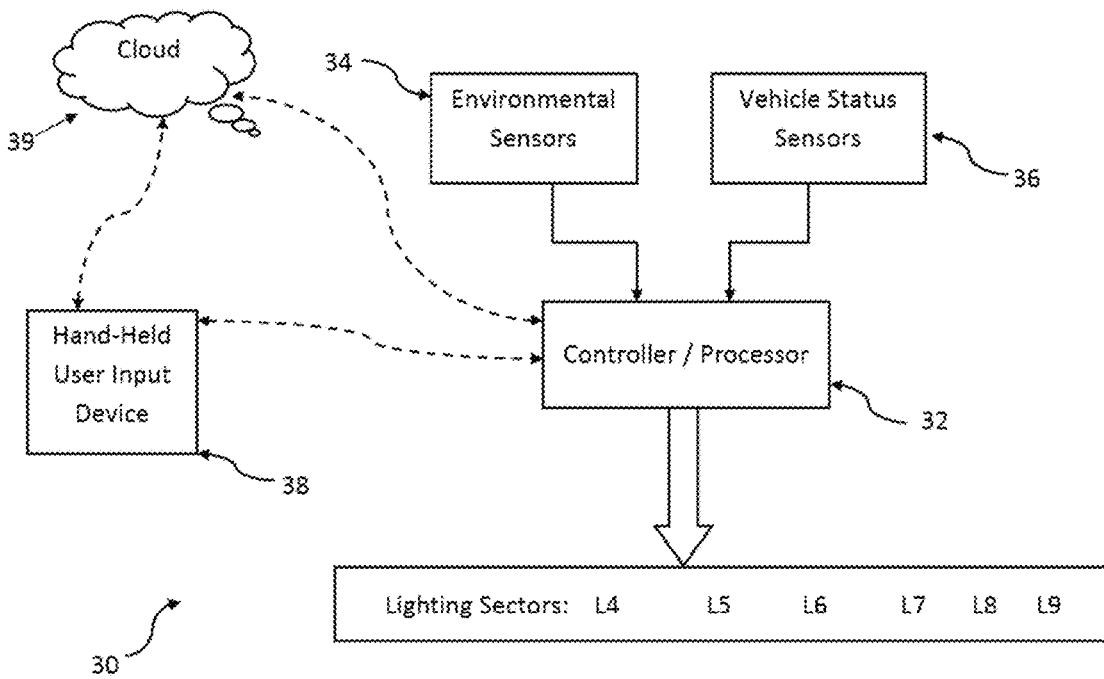 Cloud
39
34
Environmental
Sensors
Vehicle Status
Sensors
36
Hand-Held
User Input
Device
38
Controller / Processor
32
Lighting Sectors: L4 L5 L6 L7 L8 L9
30